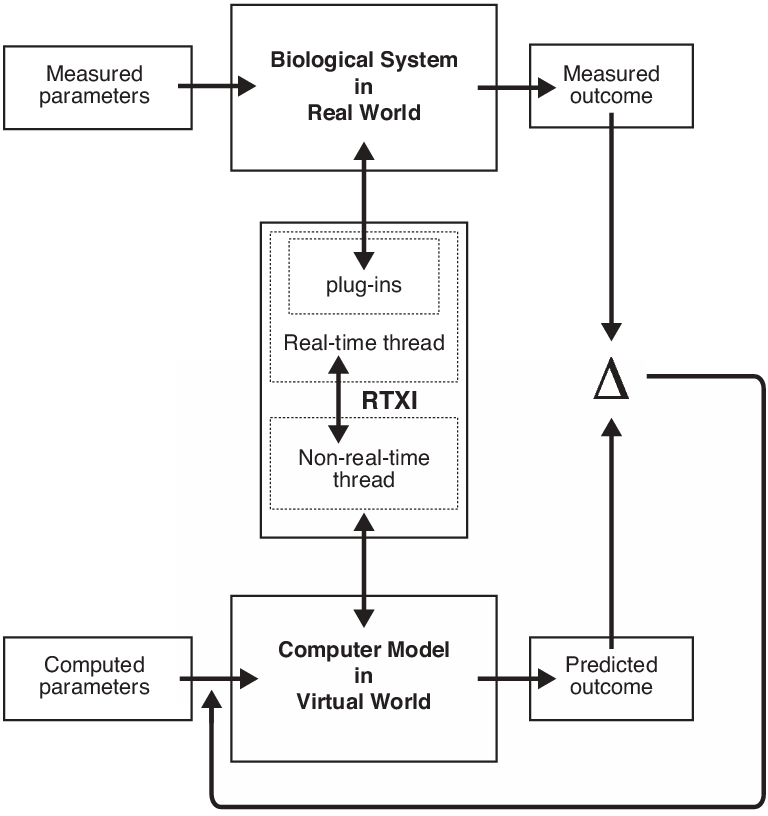 Measured
parameters
Biological System
in
Real World
Measured
outcome
plug-ins
Real-time thread
RTXI
Δ
Non-real-time
thread
Computed
parameters
Computer Model
in
Virtual World
Predicted
outcome